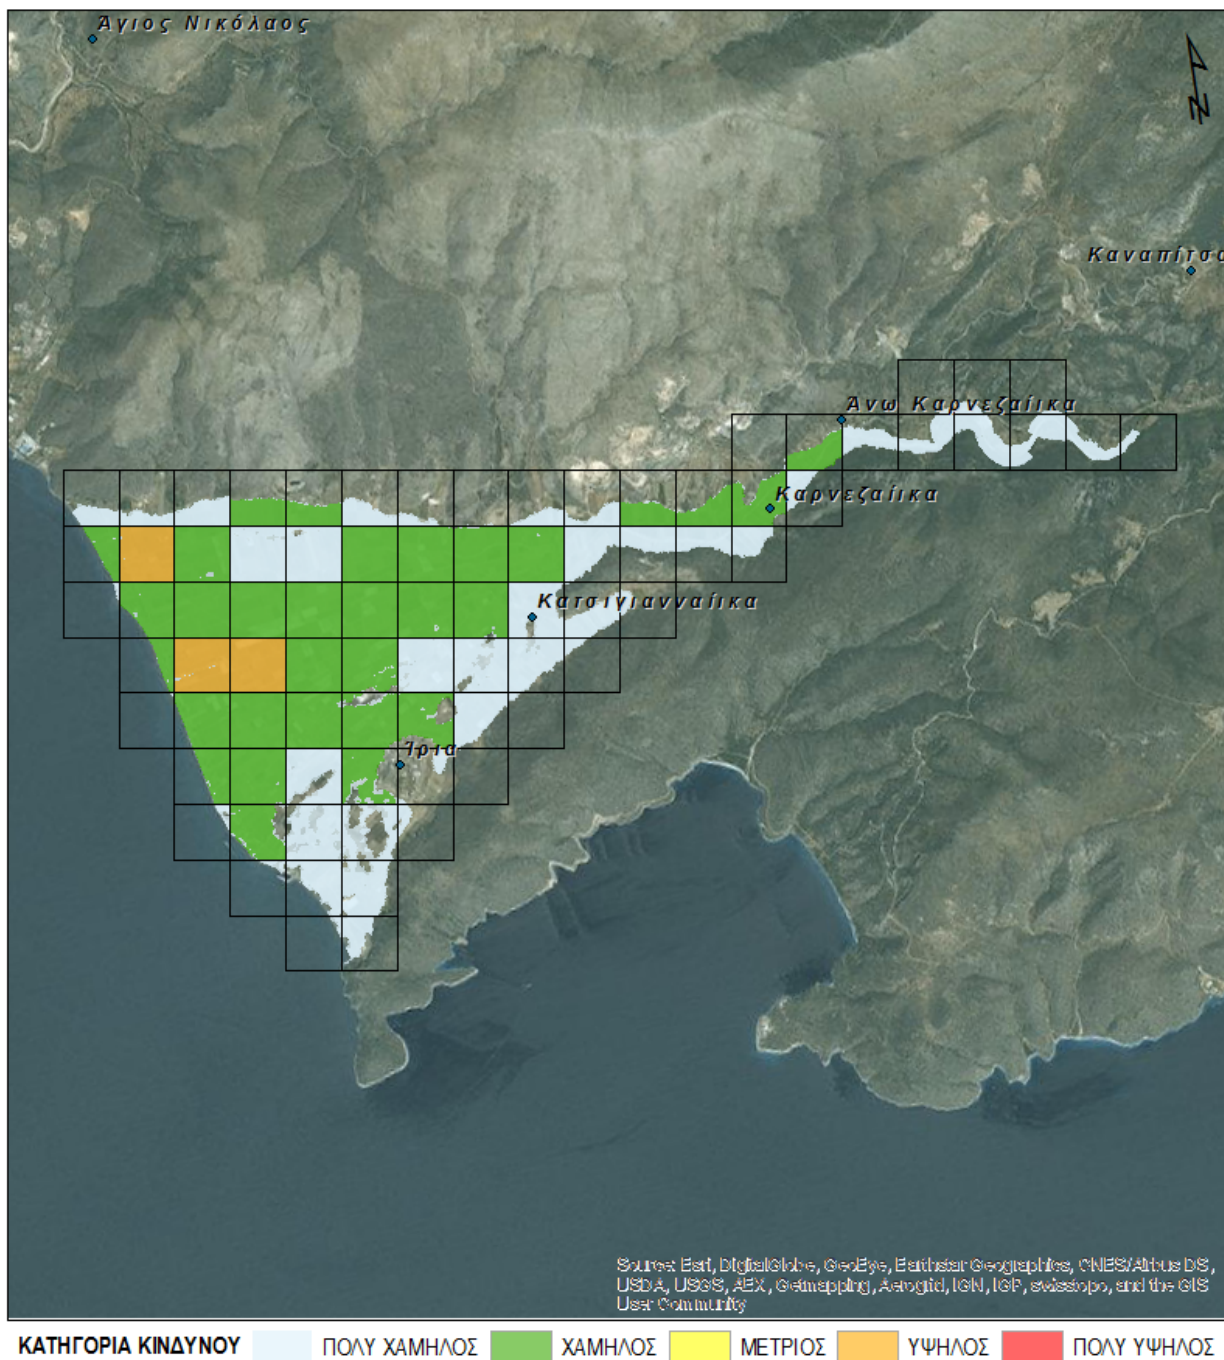 Άγιος Νικόλαος
Καναπίτσα
Άνω Καρνεζαίικα
Καρνεζαίικα
Κατσιγιανναίικα
Ίρια
Source: Esri, DigitalGlobe, GeoEye, Earthstar Geographics, CNES/Airbus DS,
USDA, USGS, AEX, Getmapping, Aerogrid, IGN, IGP, swisstopo, and the GIS
User Community
ΚΑΤΗΓΟΡΙΑ ΚΙΝΔΥΝΟΥ ΠΟΛΥ ΧΑΜΗΛΟΣ ΧΑΜΗΛΟΣ ΜΕΤΡΙΟΣ ΥΨΗΛΟΣ ΠΟΛΥ ΥΨΗΛΟΣ